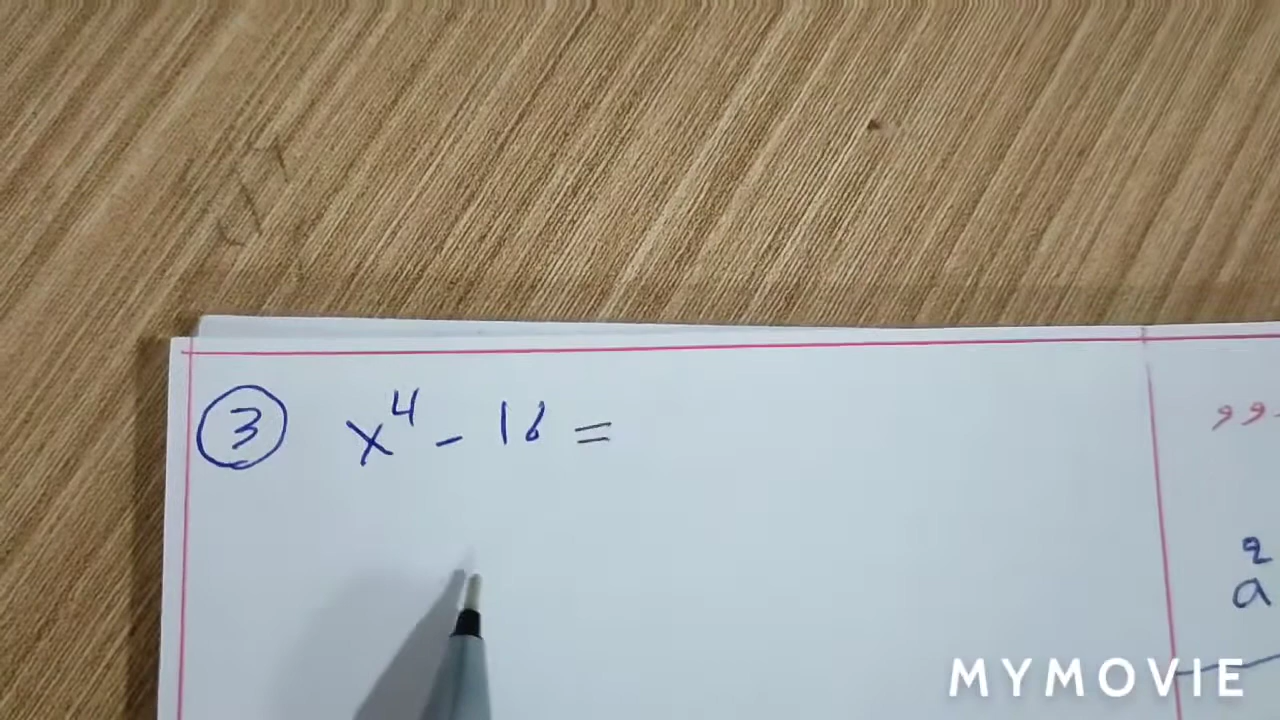 ③ x⁴ - 16 =
a²
MYMOVIE